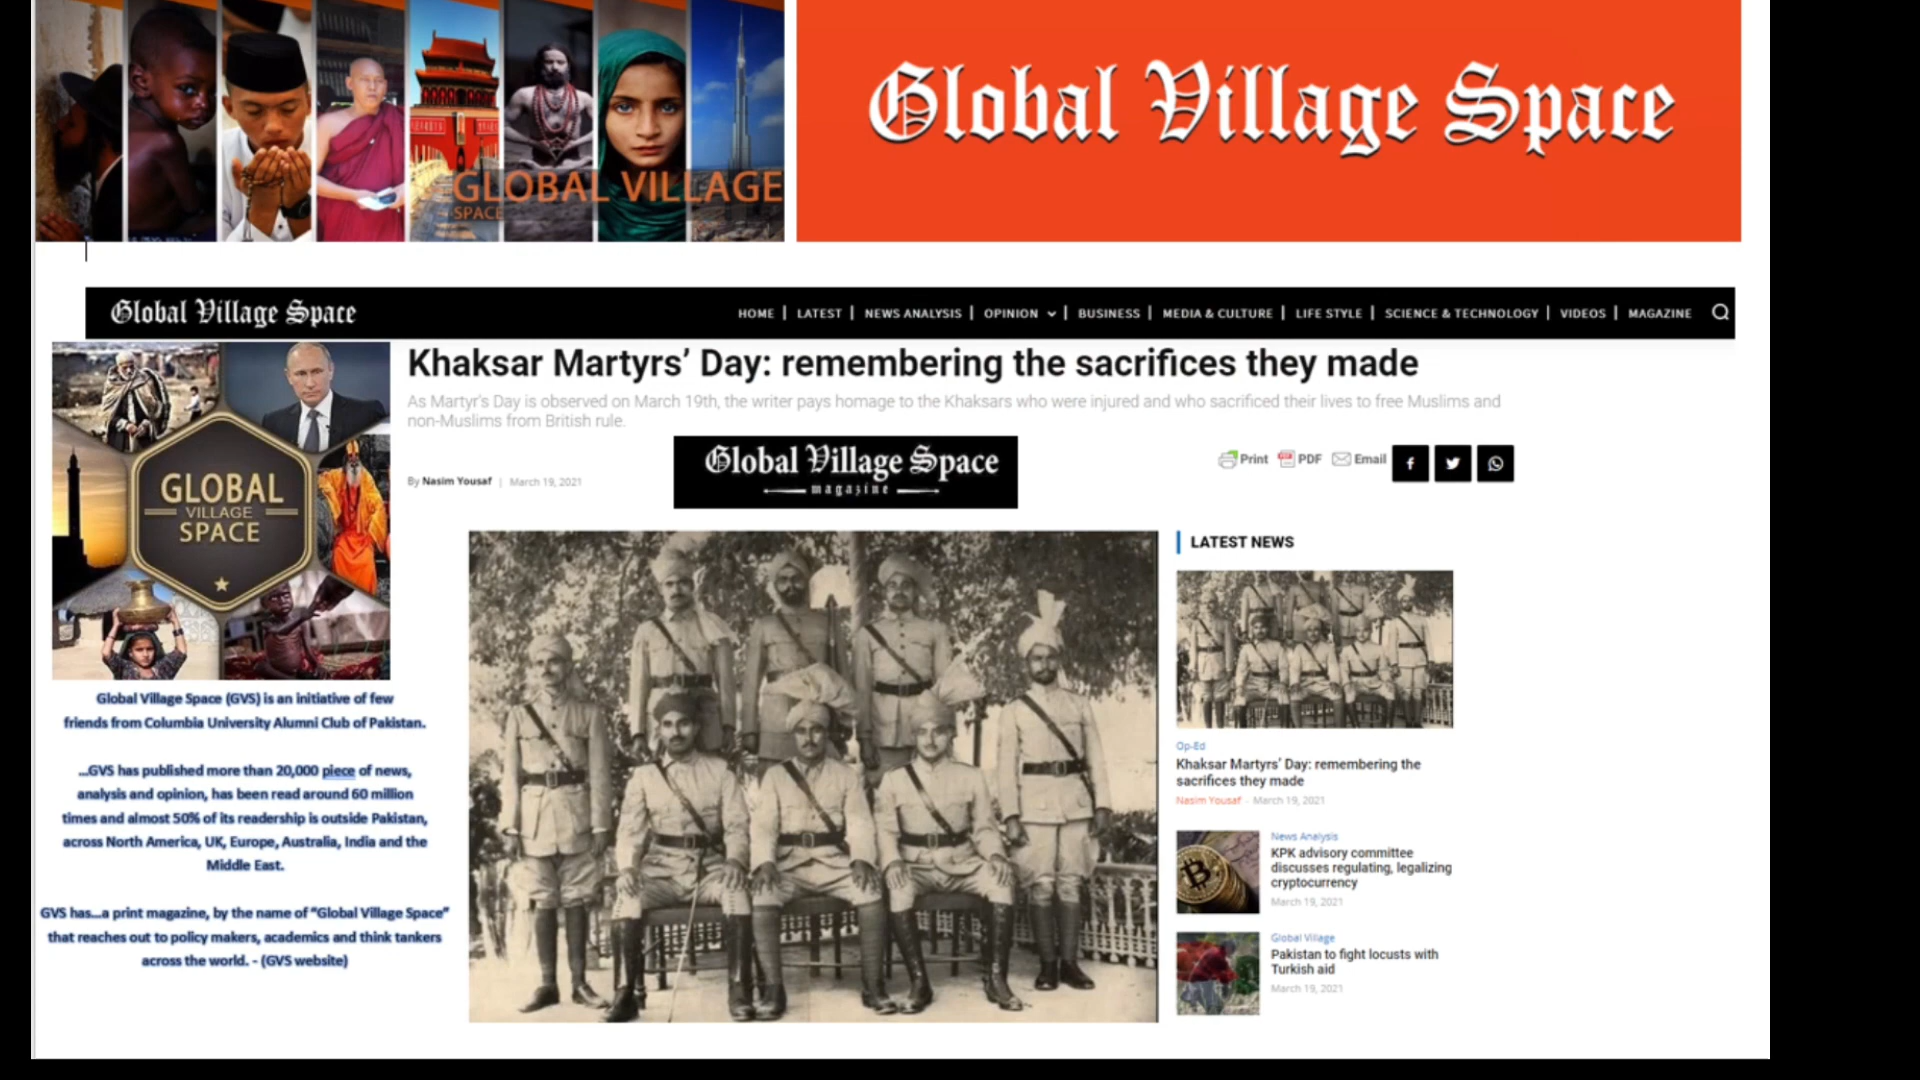 GLOBAL VILLAGE
SPACE
Global Village Space
Global Village Space
HOME | LATEST | NEWS ANALYSIS | OPINION | BUSINESS | MEDIA & CULTURE | LIFE STYLE | SCIENCE & TECHNOLOGY | VIDEOS | MAGAZINE
GLOBAL
VILLAGE
SPACE
Khaksar Martyrs’ Day: remembering the sacrifices they made
As Martyr's Day is observed on March 19th, the writer pays homage to the Khaksars who were injured and who sacrificed their lives to free Muslims and
non-Muslims from British rule.
By Nasim Yousaf | March 19, 2021
Global Village Space
magazine
Print PDF Email
Global Village Space (GVS) is an initiative of few
friends from Columbia University Alumni Club of Pakistan.
...GVS has published more than 20,000 piece of news,
analysis and opinion, has been read around 60 million
times and almost 50% of its readership is outside Pakistan,
across North America, UK, Europe, Australia, India and the
Middle East.
GVS has...a print magazine, by the name of “Global Village Space”
that reaches out to policy makers, academics and think tankers
across the world. - (GVS website)
LATEST NEWS
Op-Ed
Khaksar Martyrs’ Day: remembering the
sacrifices they made
Nasim Yousaf - March 19, 2021
News Analysis
KPK advisory committee
discusses regulating, legalizing
cryptocurrency
March 19, 2021
Global Village
Pakistan to fight locusts with
Turkish aid
March 19, 2021